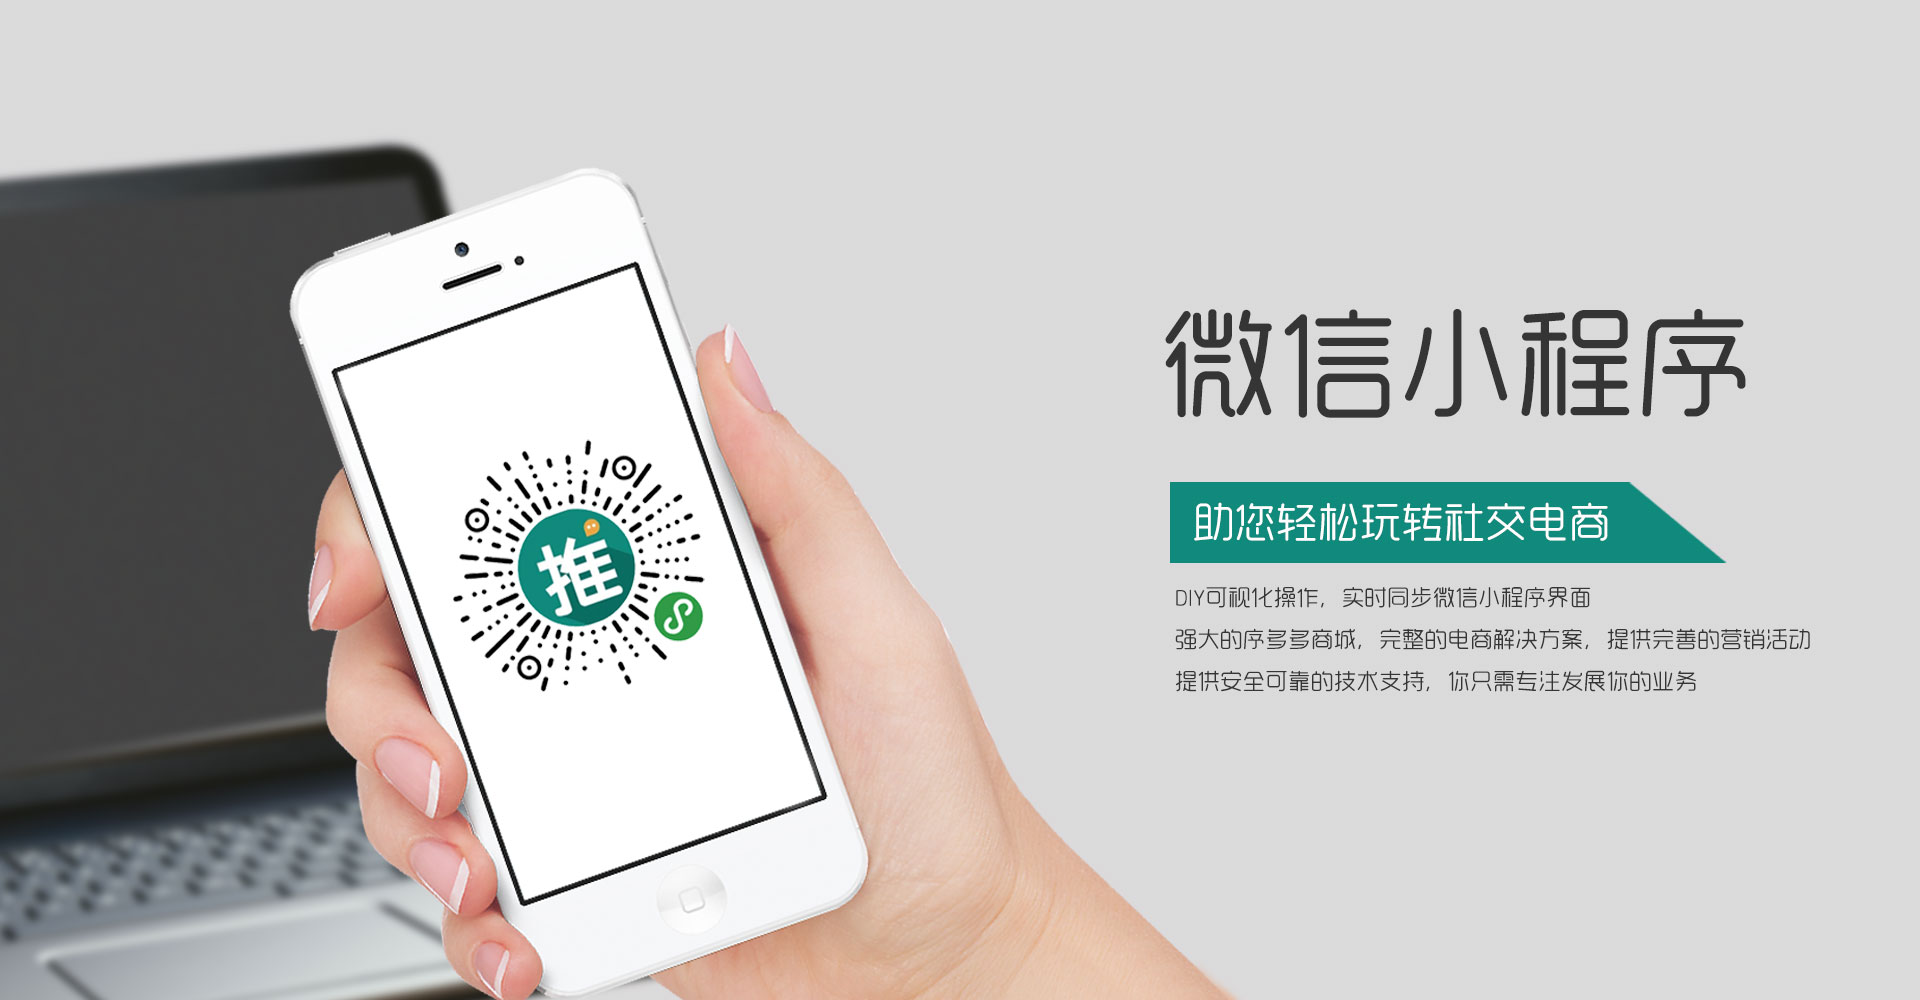 微信小程序
助您轻松玩转社交电商
DIY可视化操作，实时同步微信小程序界面
强大的序多多商城，完整的电商解决方案，提供完善的营销活动
提供安全可靠的技术支持，你只需专注发展你的业务
推